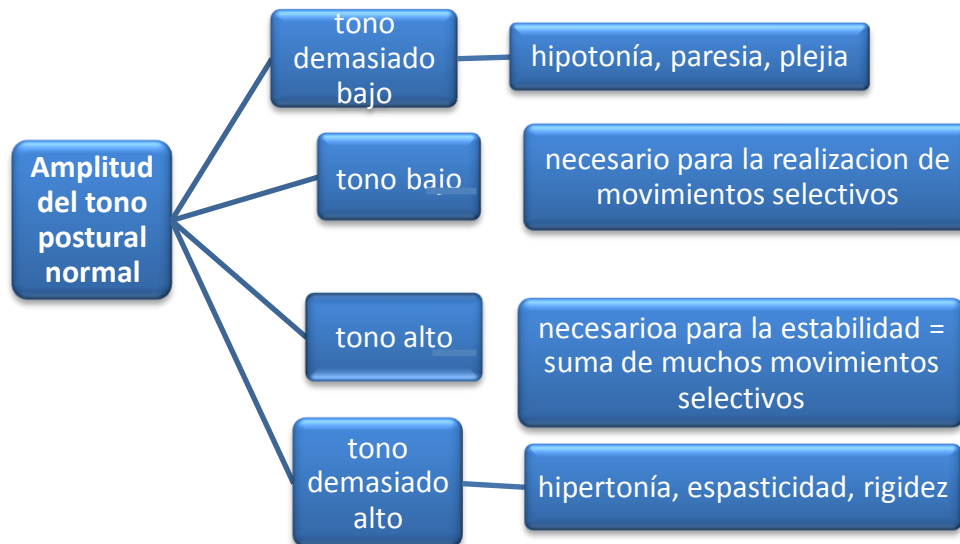 tono
demasiado
bajo
hipotonía, paresia, plejia
Amplitud
del tono
postural
normal
tono bajo
necesario para la realizacion de
movimientos selectivos
tono alto
necesarioa para la estabilidad =
suma de muchos movimientos
selectivos
tono
demasiado
alto
hipertonía, espasticidad, rigidez